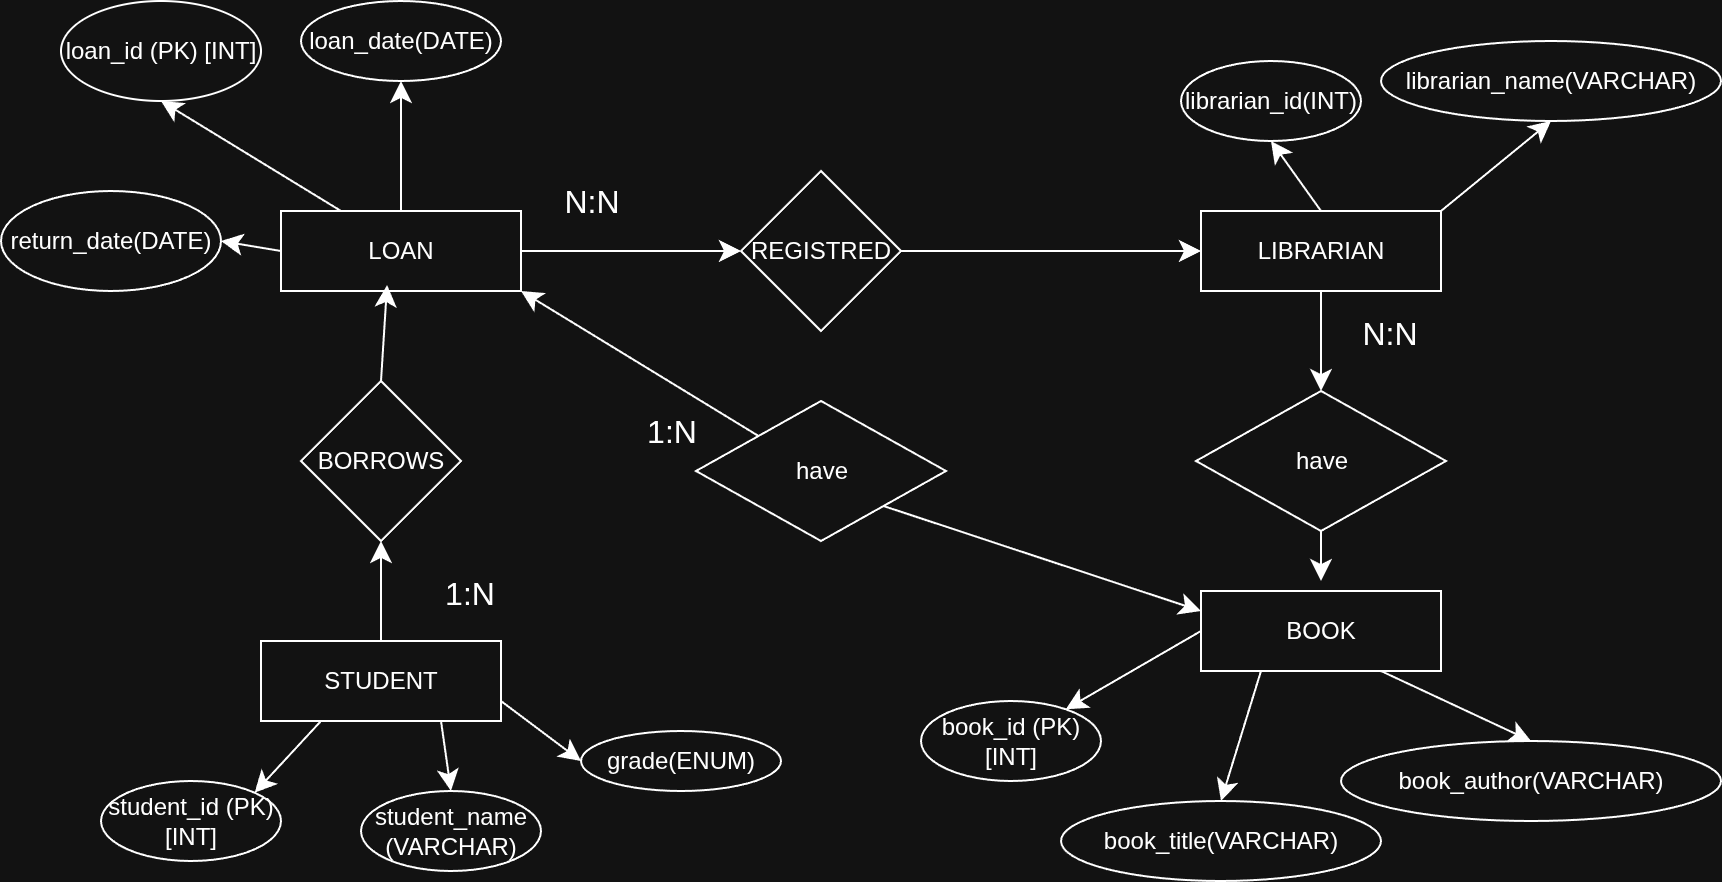 loan_id (PK) [INT]
loan_date(DATE)
librarian_id(INT)
librarian_name(VARCHAR)
return_date(DATE)
LOAN
N:N
REGISTRED
LIBRARIAN
N:N
BORROWS
1:N
have
have
1:N
STUDENT
BOOK
student_id (PK)
[INT]
student_name
(VARCHAR)
grade(ENUM)
book_id (PK)
[INT]
book_title(VARCHAR)
book_author(VARCHAR)